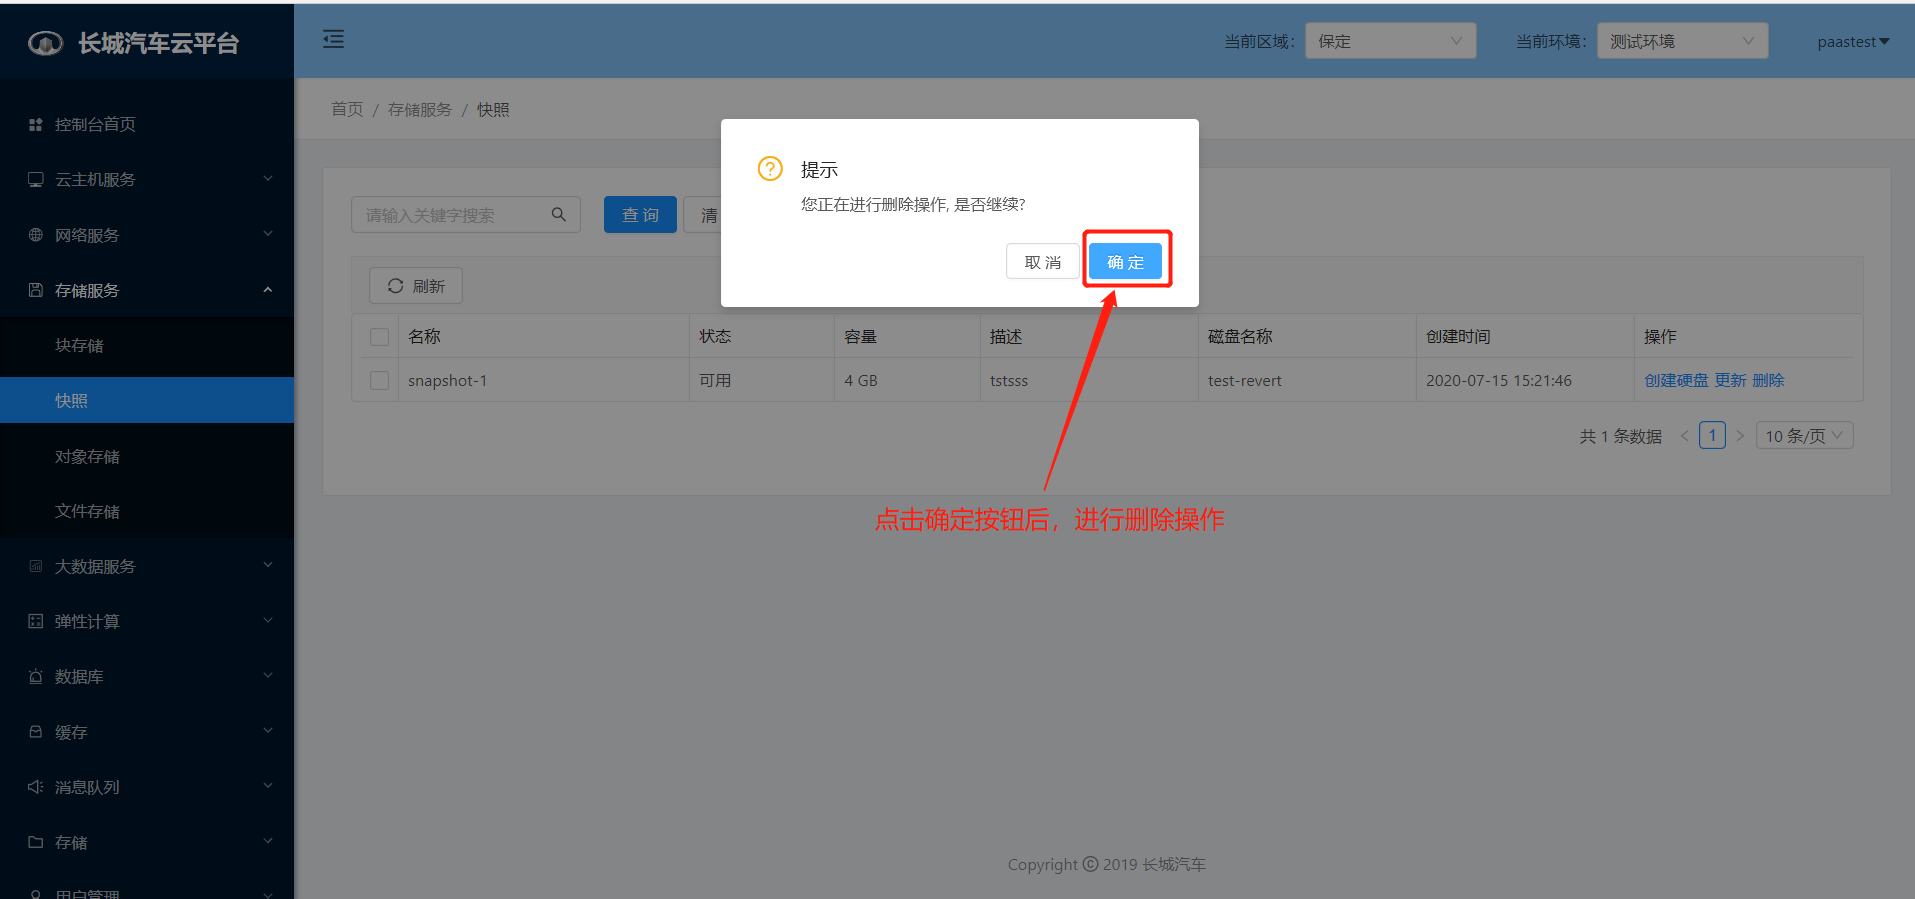 长城汽车云平台
当前区域： 保定 当前环境： 测试环境 paastest
首页 / 存储服务 / 快照
控制台首页
云主机服务
网络服务
存储服务
块存储
快照
对象存储
文件存储
大数据服务
弹性计算
数据库
缓存
消息队列
存储
用户管理
提示
您正在进行删除操作, 是否继续?
取 消 确 定
请输入关键字搜索 查 询 清
刷新
名称 状态 容量 描述 磁盘名称 创建时间 操作
snapshot-1 可用 4 GB tstsss test-revert 2020-07-15 15:21:46 创建硬盘 更新 删除
共 1 条数据 < 1 > 10 条/页
点击确定按钮后，进行删除操作
Copyright © 2019 长城汽车